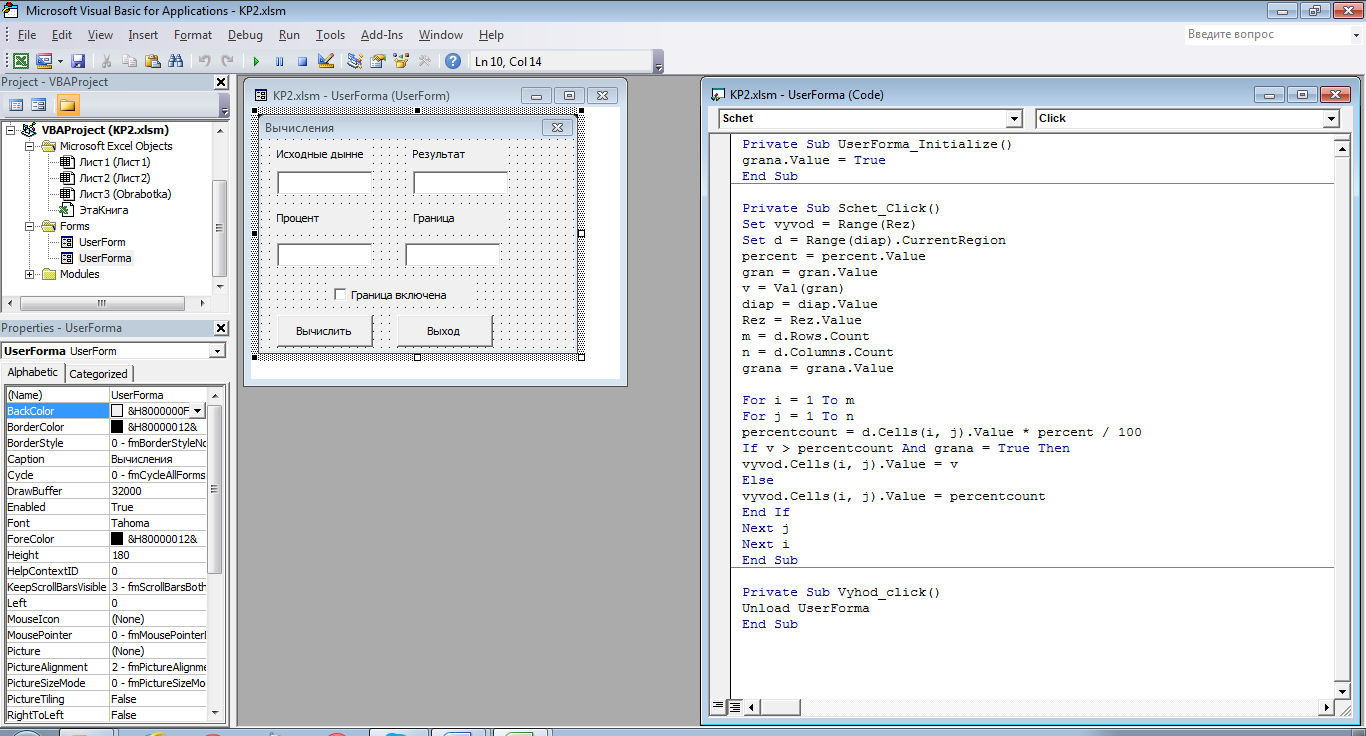 Microsoft Visual Basic for Applications - KP2.xlsm
File Edit View Insert Format Debug Run Tools Add-Ins Window Help
Введите вопрос
Ln 10, Col 14
Project - VBAProject
VBAProject (KP2.xlsm)
Microsoft Excel Objects
Лист1 (Лист1)
Лист2 (Лист2)
Лист3 (Obrabotka)
ЭтаКнига
Forms
UserForm
UserForma
Modules
Properties - UserForma
UserForma UserForm
Alphabetic Categorized
(Name) UserForma
BackColor &H8000000F
BorderColor &H80000012&
BorderStyle 0 - fmBorderStyleNo
Caption Вычисления
Cycle 0 - fmCycleAllForms
DrawBuffer 32000
Enabled True
Font Tahoma
ForeColor &H80000012&
Height 180
HelpContextID 0
KeepScrollBarsVisible 3 - fmScrollBarsBoth
Left 0
MouseIcon (None)
MousePointer 0 - fmMousePointerI
Picture (None)
PictureAlignment 2 - fmPictureAlignme
PictureSizeMode 0 - fmPictureSizeMo
PictureTiling False
RightToLeft False
KP2.xlsm - UserForma (UserForm)
Вычисления
Исходные дынне Результат
Процент Граница
Граница включена
Вычислить Выход
KP2.xlsm - UserForma (Code)
Schet Click
Private Sub UserForma_Initialize()
grana.Value = True
End Sub
Private Sub Schet_Click()
Set vyvod = Range(Rez)
Set d = Range(diap).CurrentRegion
percent = percent.Value
gran = gran.Value
v = Val(gran)
diap = diap.Value
Rez = Rez.Value
m = d.Rows.Count
n = d.Columns.Count
grana = grana.Value
For i = 1 To m
For j = 1 To n
percentcount = d.Cells(i, j).Value * percent / 100
If v > percentcount And grana = True Then
vyvod.Cells(i, j).Value = v
Else
vyvod.Cells(i, j).Value = percentcount
End If
Next j
Next i
End Sub
Private Sub Vyhod_click()
Unload UserForma
End Sub